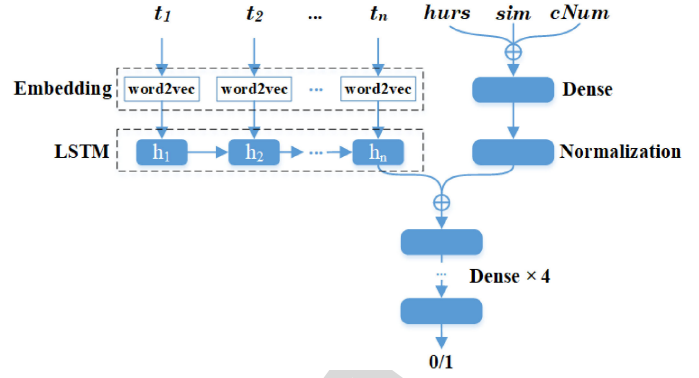 t1 t2 ... tn hurs sim cNum
Embedding word2vec word2vec ... word2vec Dense
LSTM h1 h2 ... hn Normalization
...
Dense × 4
0/1